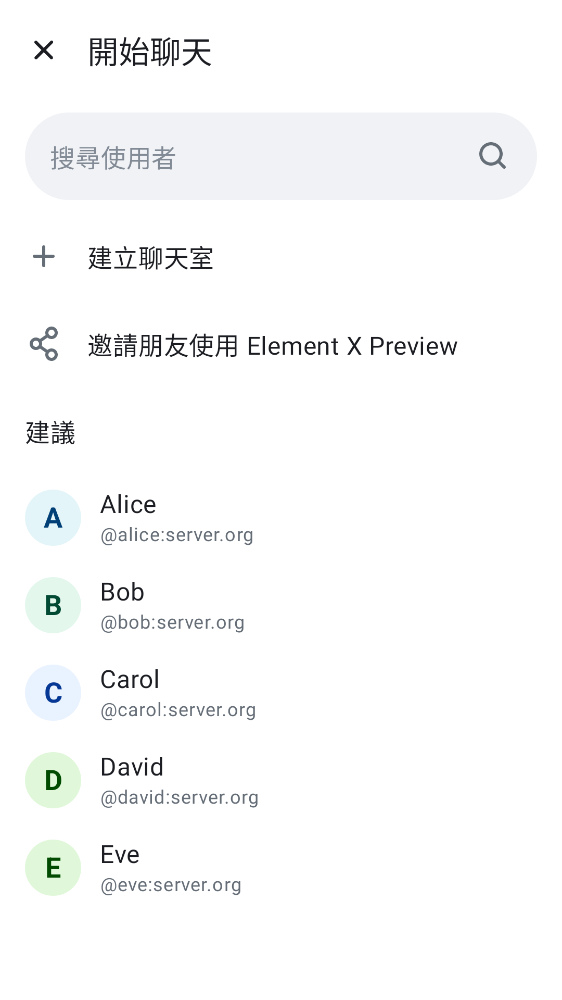 開始聊天
搜尋使用者
建立聊天室
邀請朋友使用 Element X Preview
建議
A
Alice
@alice:server.org
B
Bob
@bob:server.org
C
Carol
@carol:server.org
D
David
@david:server.org
E
Eve
@eve:server.org